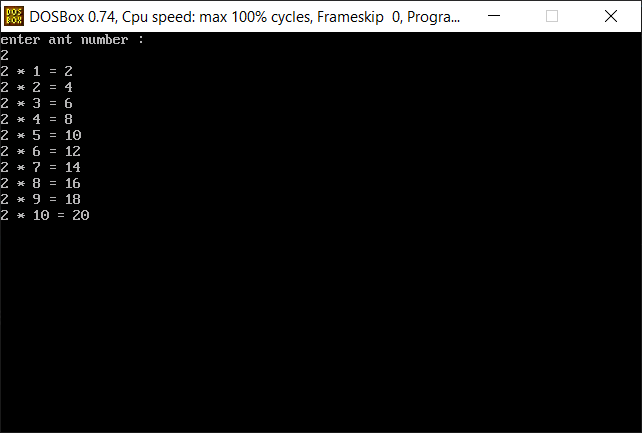 DOS BOX
DOSBox 0.74, Cpu speed: max 100% cycles, Frameskip 0, Progra...
enter ant number :
2
2 * 1 = 2
2 * 2 = 4
2 * 3 = 6
2 * 4 = 8
2 * 5 = 10
2 * 6 = 12
2 * 7 = 14
2 * 8 = 16
2 * 9 = 18
2 * 10 = 20